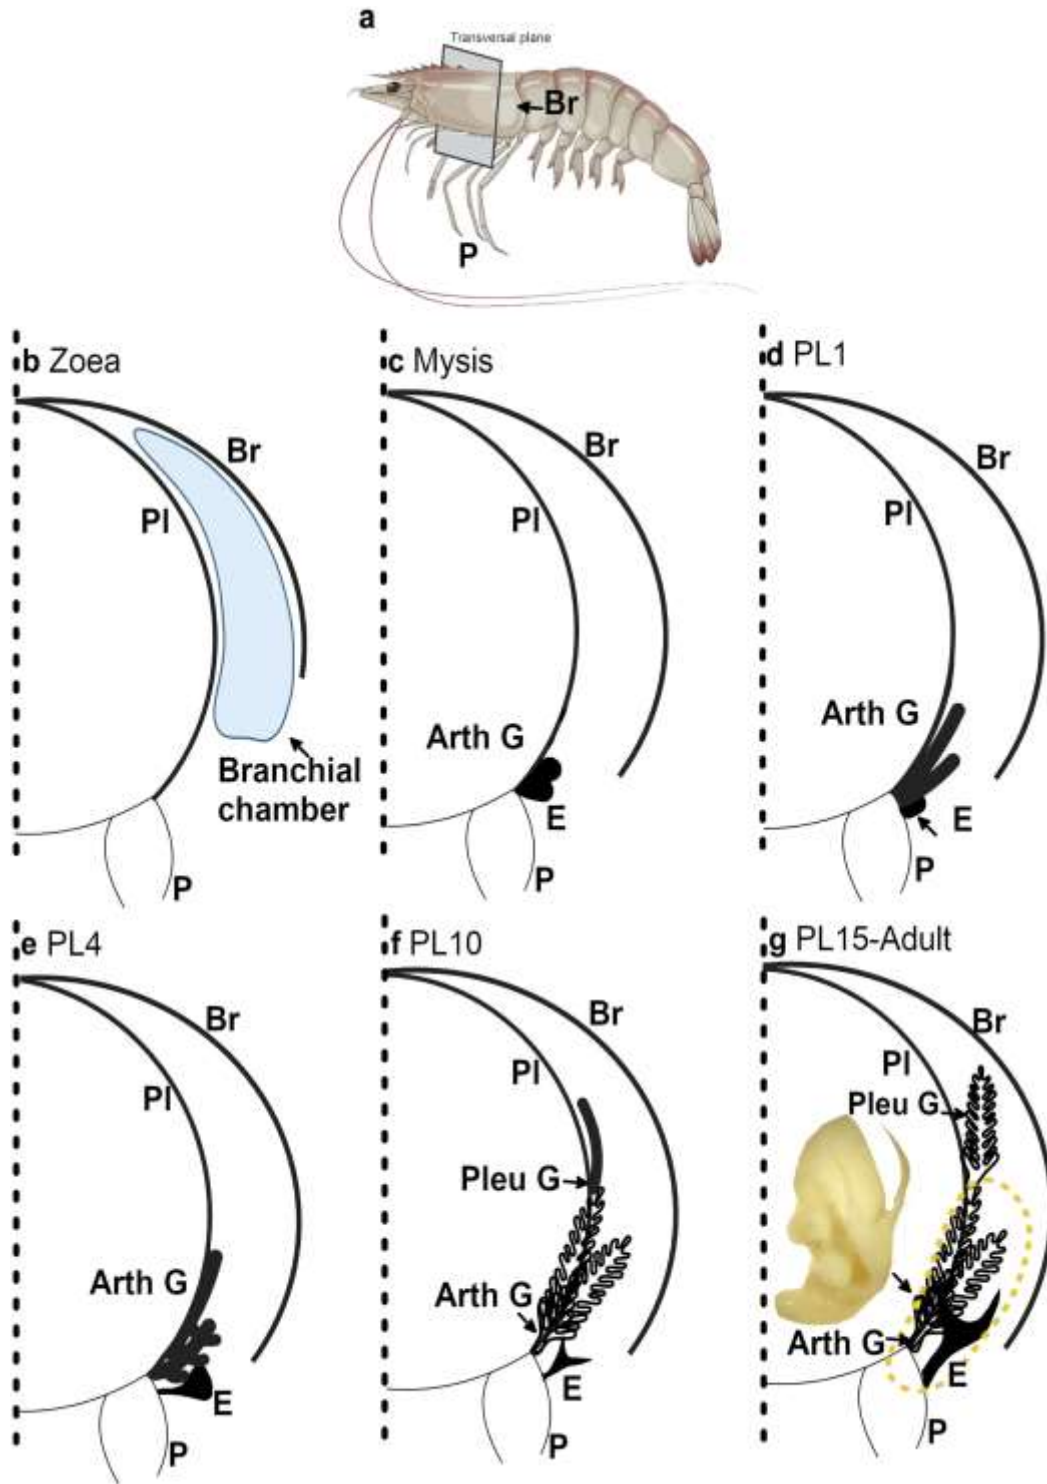 a
Transversal plane
Br
P
b Zoea
Br
Pl
Branchial
chamber
P
c Mysis
Br
Pl
Arth G
E
P
d PL1
Br
Pl
Arth G
E
P
e PL4
Br
Pl
Arth G
E
P
f PL10
Br
Pl
Pleu G
Arth G
E
P
g PL15-Adult
Br
Pl
Pleu G
Arth G
E
P